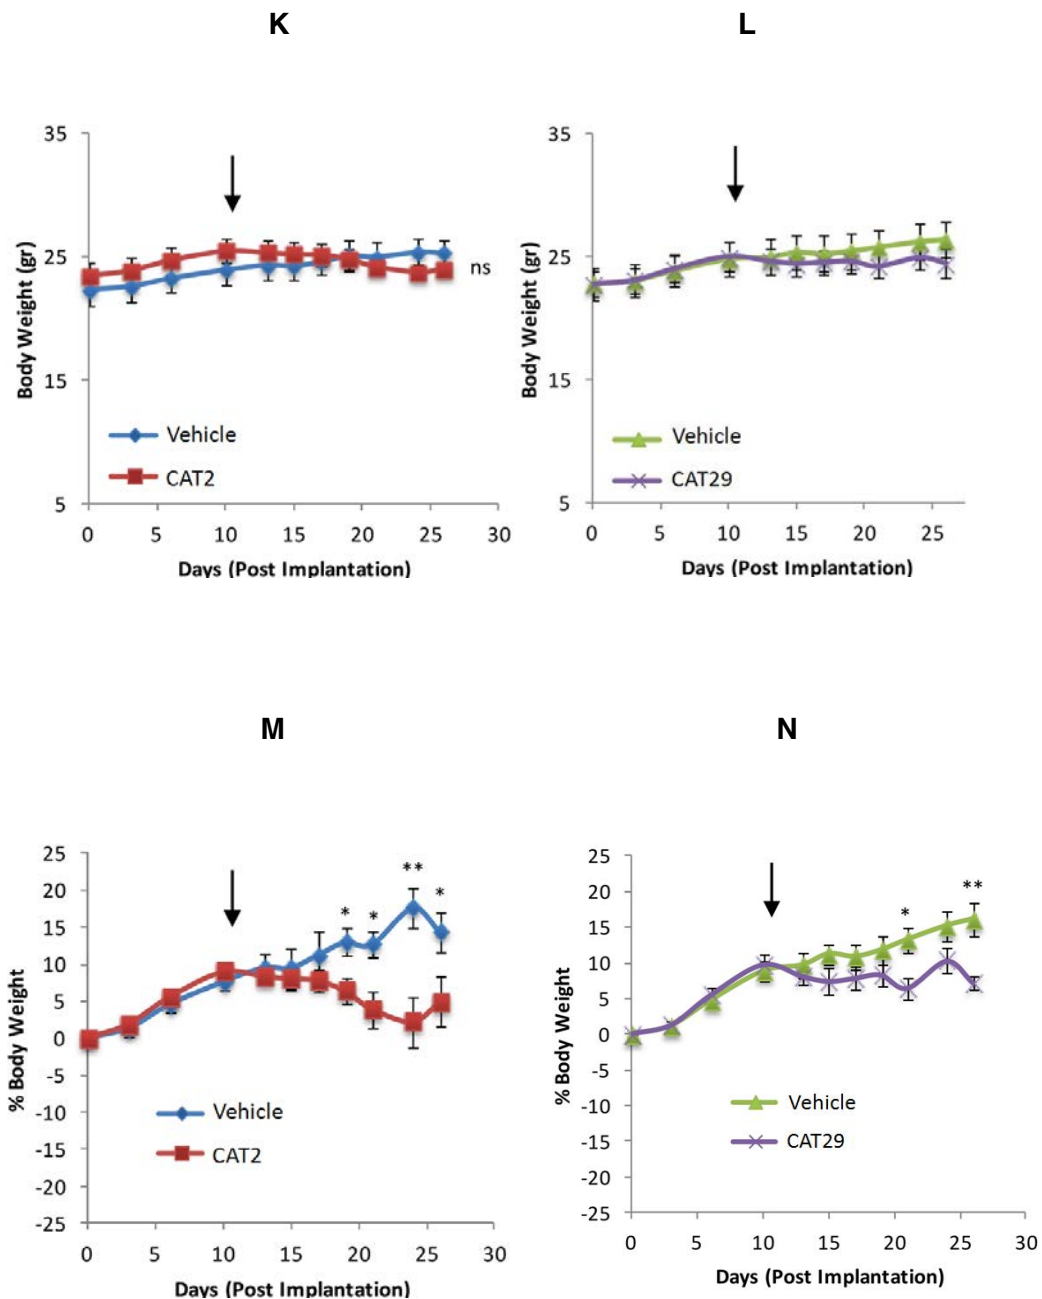 K
L
35
25
15
5
Body Weight (gr)
ns
Vehicle
CAT2
0 5 10 15 20 25 30
Days (Post Implantation)
35
25
15
5
Body Weight (gr)
Vehicle
CAT29
0 5 10 15 20 25
Days (Post Implantation)
M
N
25
20
15
10
5
0
-5
-10
-15
-20
-25
% Body Weight
* * ** *
Vehicle
CAT2
0 5 10 15 20 25 30
Days (Post Implantation)
25
20
15
10
5
0
-5
-10
-15
-20
-25
% Body Weight
* **
Vehicle
CAT29
0 5 10 15 20 25 30
Days (Post Implantation)